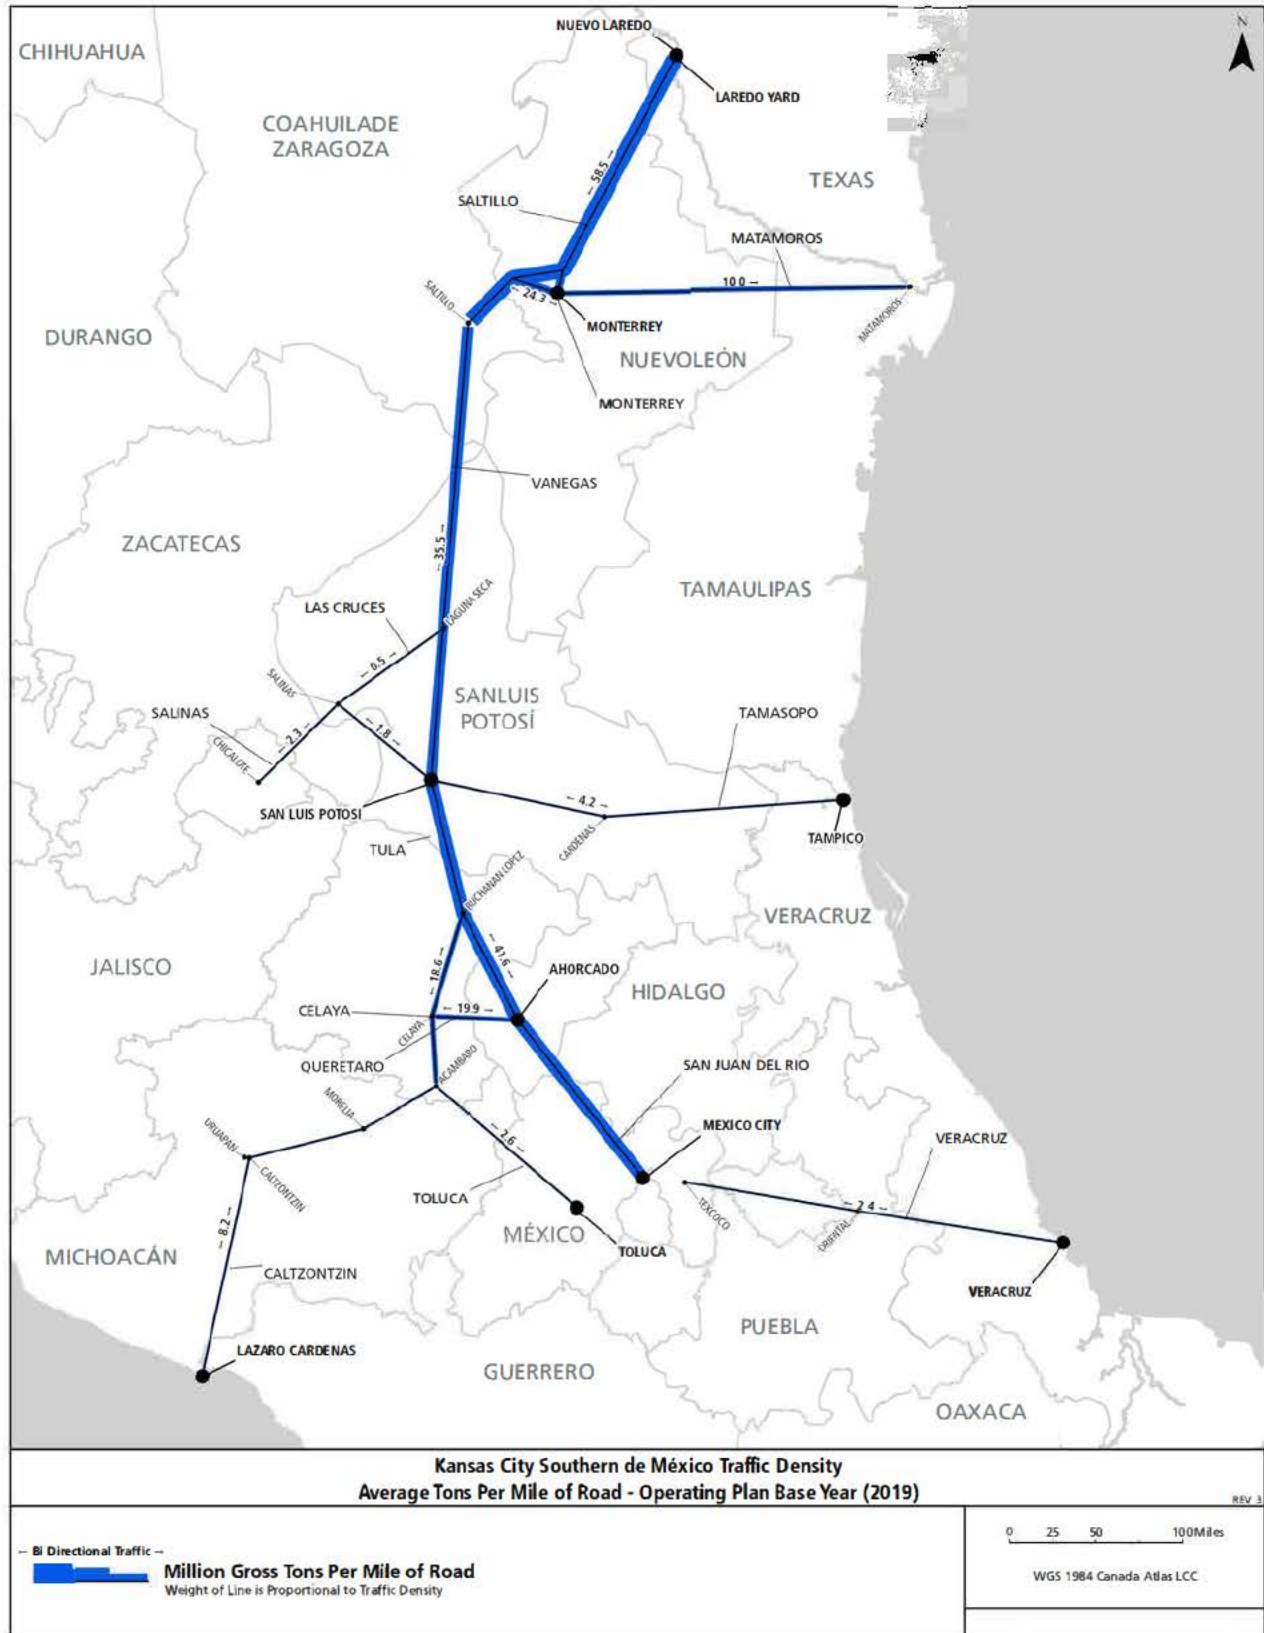 NUEVO LAREDO
N
CHIHUAHUA
LAREDO YARD
COAHUILADE
ZARAGOZA
TEXAS
← 58.5 →
SALTILLO
MATAMOROS
← 24.3 →
10 0 →
SALTILLO
MATAMOROS
MONTERREY
DURANGO
NUEVOLEÓN
MONTERREY
VANEGAS
ZACATECAS
← 35.5 →
TAMAULIPAS
LAS CRUCES
LAGUNA SECA
← 0.5 →
SALINAS
SANLUIS
POTOSÍ
SALINAS
TAMASOPO
← 2.3 →
← 1.8 →
CHICALOTE
← 4.2 →
SAN LUIS POTOSI
CARDENAS
TAMPICO
TULA
BUCHANAN LOPEZ
VERACRUZ
← 41.6 →
← 18.6 →
JALISCO
AHORCADO
HIDALGO
CELAYA
← 19.9 →
CELAYA
QUERETARO
ACAMBARO
SAN JUAN DEL RIO
MORELIA
MEXICO CITY
URUAPAN
← 2.6 →
VERACRUZ
CALTZONTZIN
TOLUCA
TEXCOCO
← 2 4 →
← 8.2 →
MÉXICO
ORIENTAL
MICHOACÁN
TOLUCA
CALTZONTZIN
VERACRUZ
PUEBLA
LAZARO CARDENAS
GUERRERO
OAXACA
Kansas City Southern de México Traffic Density
Average Tons Per Mile of Road - Operating Plan Base Year (2019)
REV 3
← Bi Directional Traffic →
Million Gross Tons Per Mile of Road
Weight of Line is Proportional to Traffic Density
0 25 50 100Miles
WGS 1984 Canada Atlas LCC